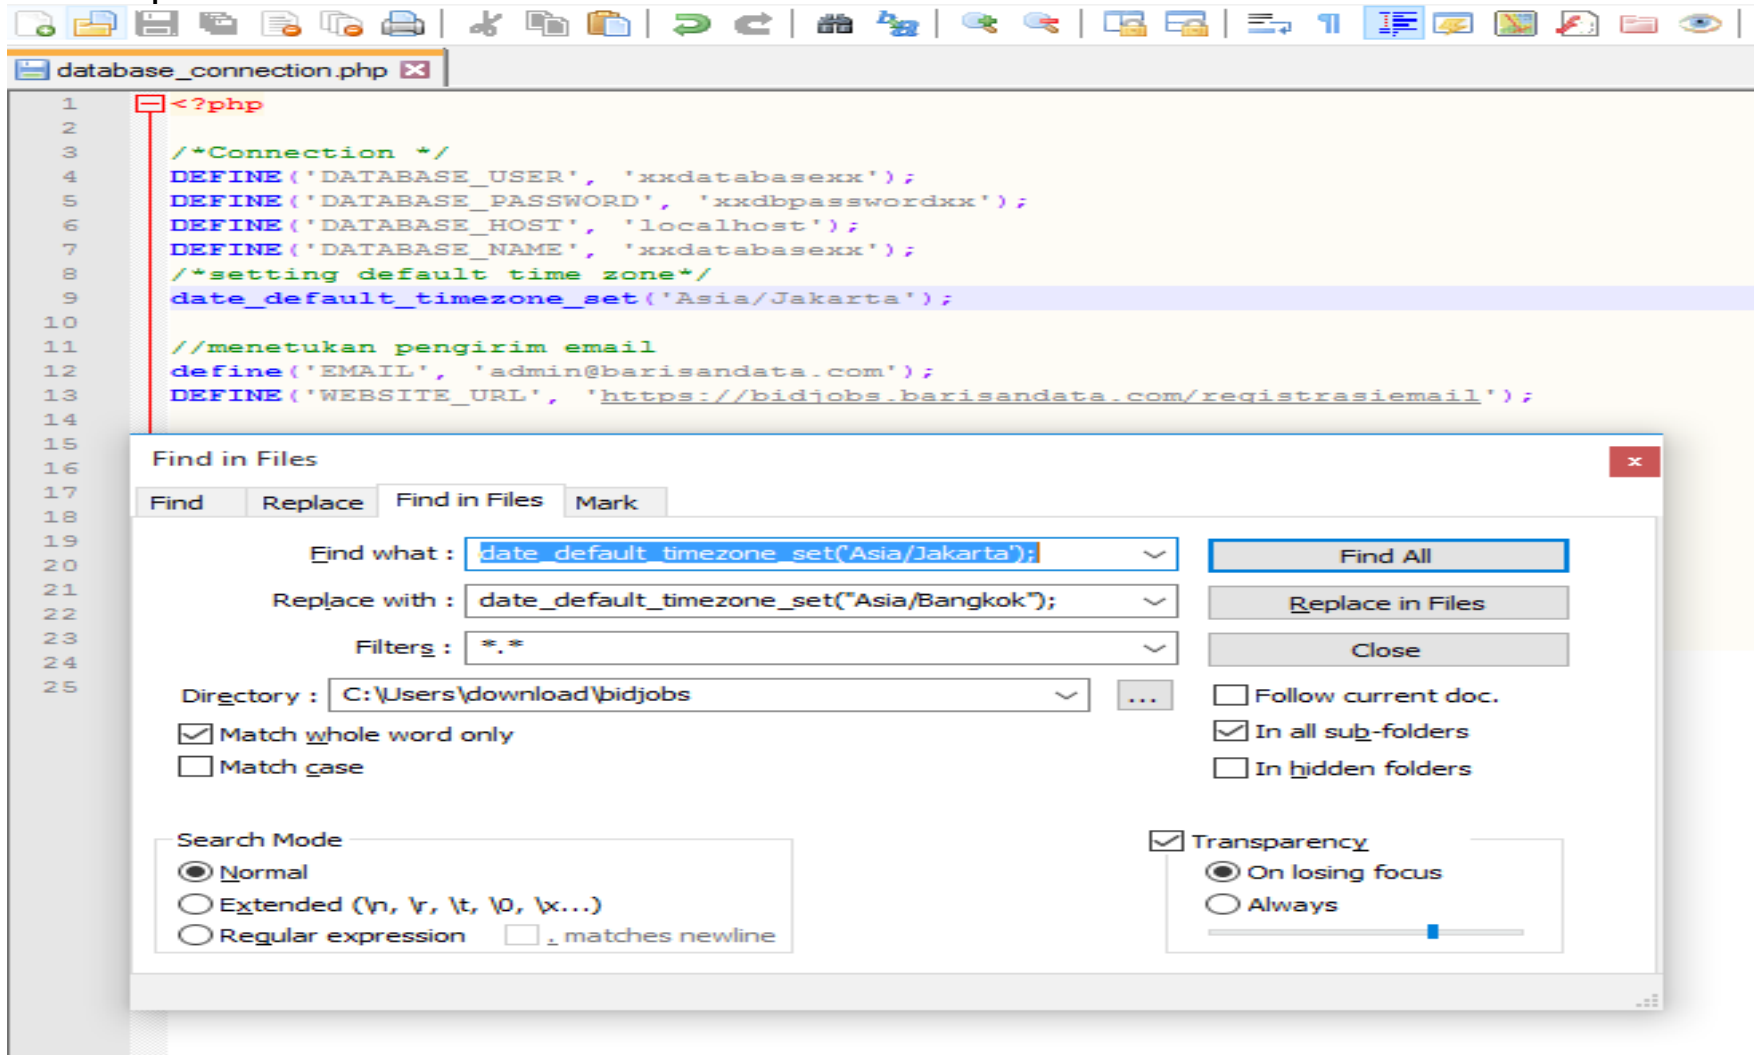 database_connection.php
1 <?php
2
3 /*Connection */
4 DEFINE('DATABASE_USER', 'xxdatabasexx');
5 DEFINE('DATABASE_PASSWORD', 'xxdbpasswordxx');
6 DEFINE('DATABASE_HOST', 'localhost');
7 DEFINE('DATABASE_NAME', 'xxdatabasexx');
8 /*setting default time zone*/
9 date_default_timezone_set('Asia/Jakarta');
10
11 //menetukan pengirim email
12 define('EMAIL', 'admin@barisandata.com');
13 DEFINE('WEBSITE_URL', 'https://bidjobs.barisandata.com/registrasiemail');
14
15
16
17
18
19
20
21
22
23
24
25
Find in Files
Find Replace Find in Files Mark
Find what : date_default_timezone_set('Asia/Jakarta'); Find All
Replace with : date_default_timezone_set("Asia/Bangkok"); Replace in Files
Filters : *.* Close
Directory : C:\Users\download\bidjobs ... Follow current doc.
Match whole word only In all sub-folders
Match case In hidden folders
Search Mode Transparency
Normal On losing focus
Extended (\n, \r, \t, \0, \x...) Always
Regular expression . matches newline